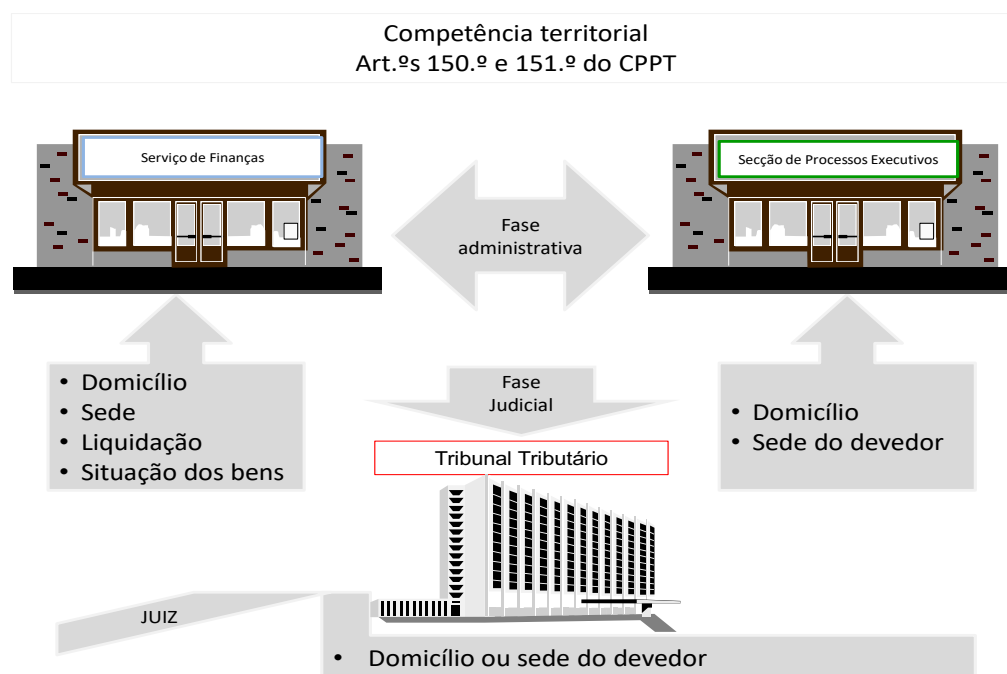 Competência territorial
Art.ºs 150.º e 151.º do CPPT
Serviço de Finanças
Secção de Processos Executivos
Fase
administrativa
• Domicílio
• Sede
• Liquidação
• Situação dos bens
Fase
Judicial
• Domicílio
• Sede do devedor
Tribunal Tributário
JUIZ
• Domicílio ou sede do devedor